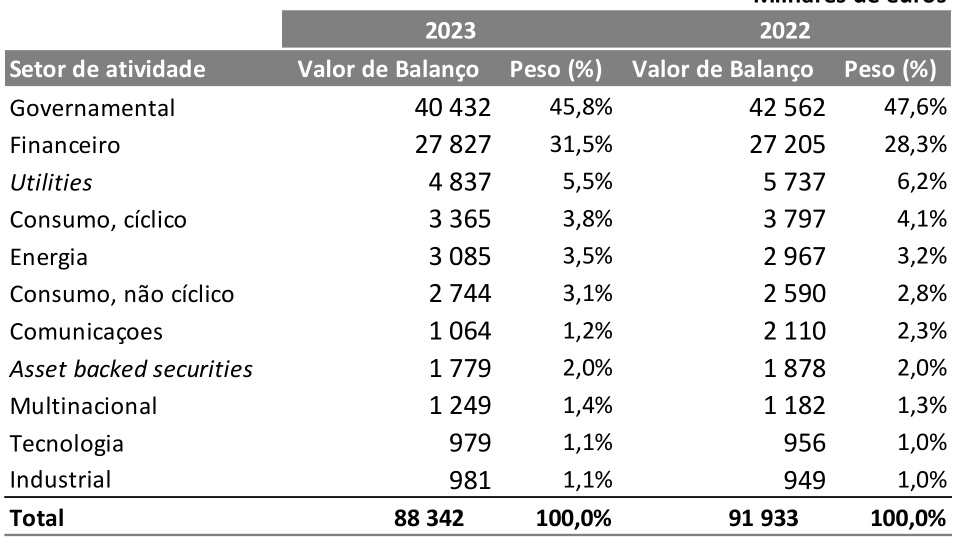 Milhares de euros
2023 2022
Setor de atividade Valor de Balanço Peso (%) Valor de Balanço Peso (%)
Governamental 40 432 45,8% 42 562 47,6%
Financeiro 27 827 31,5% 27 205 28,3%
Utilities 4 837 5,5% 5 737 6,2%
Consumo, cíclico 3 365 3,8% 3 797 4,1%
Energia 3 085 3,5% 2 967 3,2%
Consumo, não cíclico 2 744 3,1% 2 590 2,8%
Comunicaçoes 1 064 1,2% 2 110 2,3%
Asset backed securities 1 779 2,0% 1 878 2,0%
Multinacional 1 249 1,4% 1 182 1,3%
Tecnologia 979 1,1% 956 1,0%
Industrial 981 1,1% 949 1,0%
Total 88 342 100,0% 91 933 100,0%